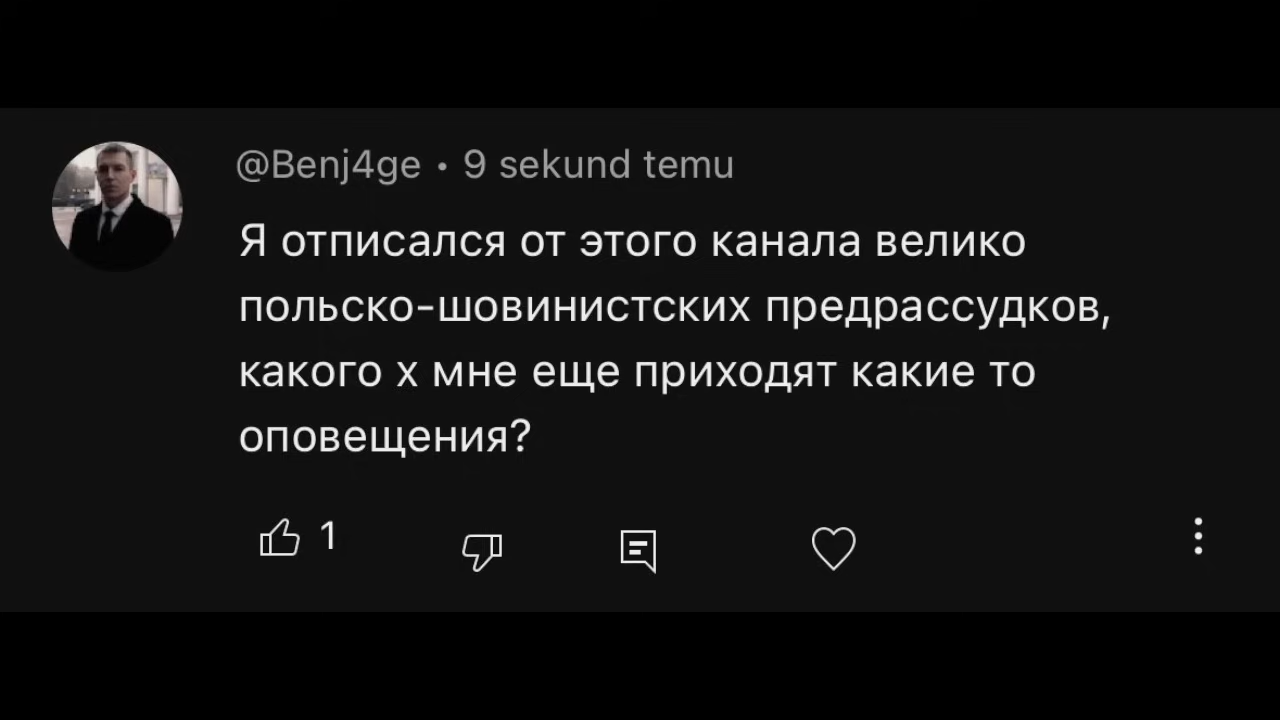 @Benj4ge • 9 sekund temu
Я отписался от этого канала велико
польско-шовинистских предрассудков,
какого х мне еще приходят какие то
оповещения?
1